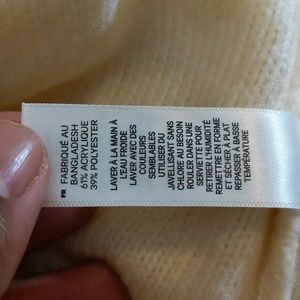 FR FABRIQUÉ AU
BANGLADESH
61% ACRYLIQUE
39% POLYESTER
LAVER À LA MAIN À
L'EAU FROIDE
LAVER AVEC DES
COULEURS
SEMBLABLES
UTILISER DU
JAVELISANT SANS
CHLORE AU BESOIN
ROULER DANS UNE
SERVIETTE POUR
RETIRER L'HUMIDITÉ
REMETTRE EN FORME
ET SÉCHER À PLAT
REPASSER À BASSE
TEMPÉRATURE